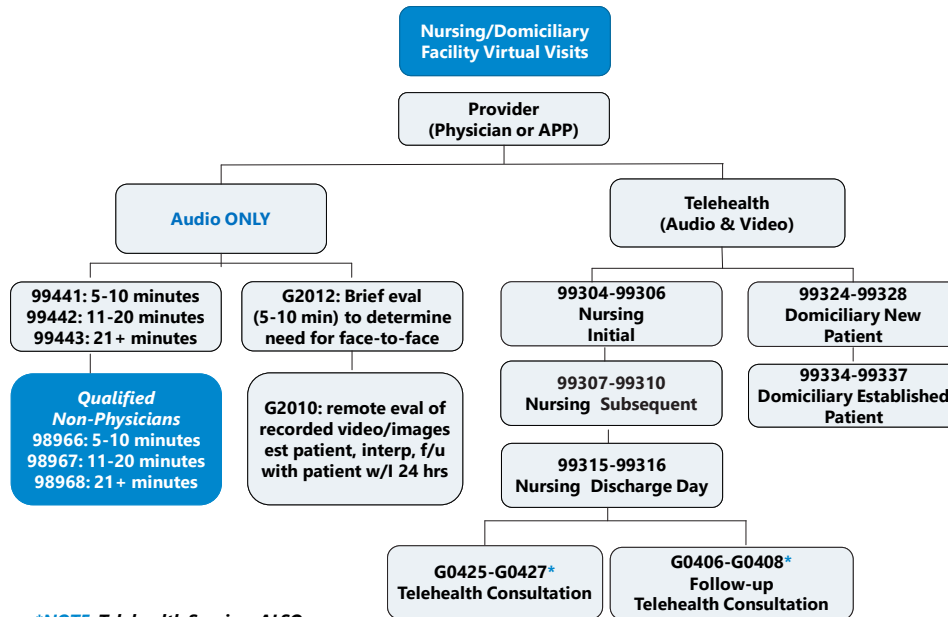 Nursing/Domiciliary
Facility Virtual Visits
Provider
(Physician or APP)
Audio ONLY
Telehealth
(Audio & Video)
99441: 5-10 minutes
99442: 11-20 minutes
99443: 21+ minutes
G2012: Brief eval
(5-10 min) to determine
need for face-to-face
99304-99306
Nursing
Initial
99324-99328
Domiciliary New
Patient
Qualified
Non-Physicians
98966: 5-10 minutes
98967: 11-20 minutes
98968: 21+ minutes
G2010: remote eval of
recorded video/images
est patient, interp, f/u
with patient w/I 24 hrs
99307-99310
Nursing Subsequent
99334-99337
Domiciliary Established
Patient
99315-99316
Nursing Discharge Day
G0425-G0427*
Telehealth Consultation
G0406-G0408*
Follow-up
Telehealth Consultation
*NOTE Telehealth Services ALSO